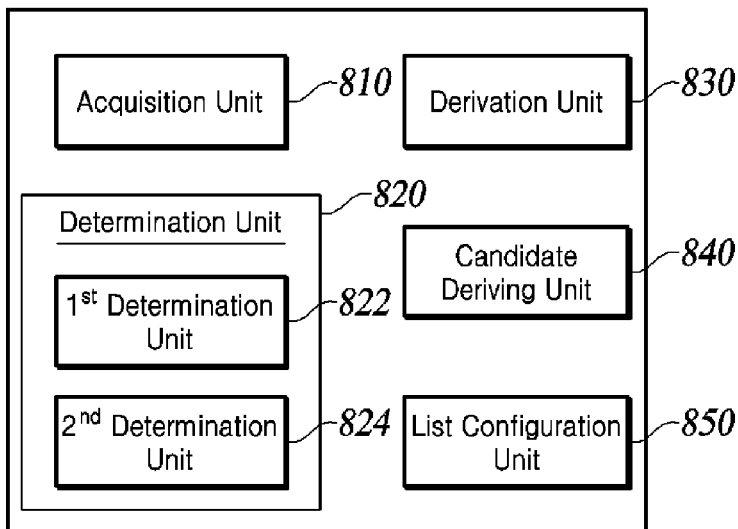 Acquisition Unit
810
Derivation Unit
830
820
Determination Unit
1st Determination
Unit
822
Candidate
Deriving Unit
840
2nd Determination
Unit
824
List Configuration
Unit
850